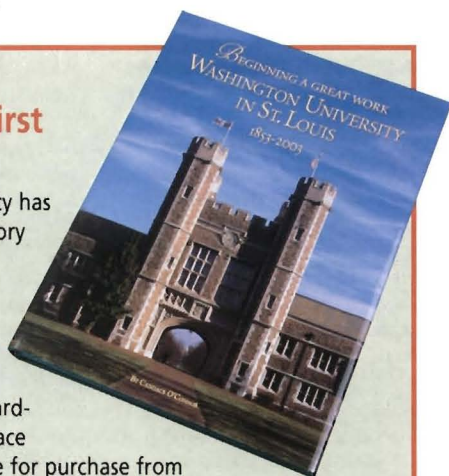 BEGINNING A GREAT WORK
WASHINGTON UNIVERSITY
IN ST. LOUIS
1853-2003
BY CANDACE O'CONNOR
irst
ty has
ory
ard-
ace
e for purchase from